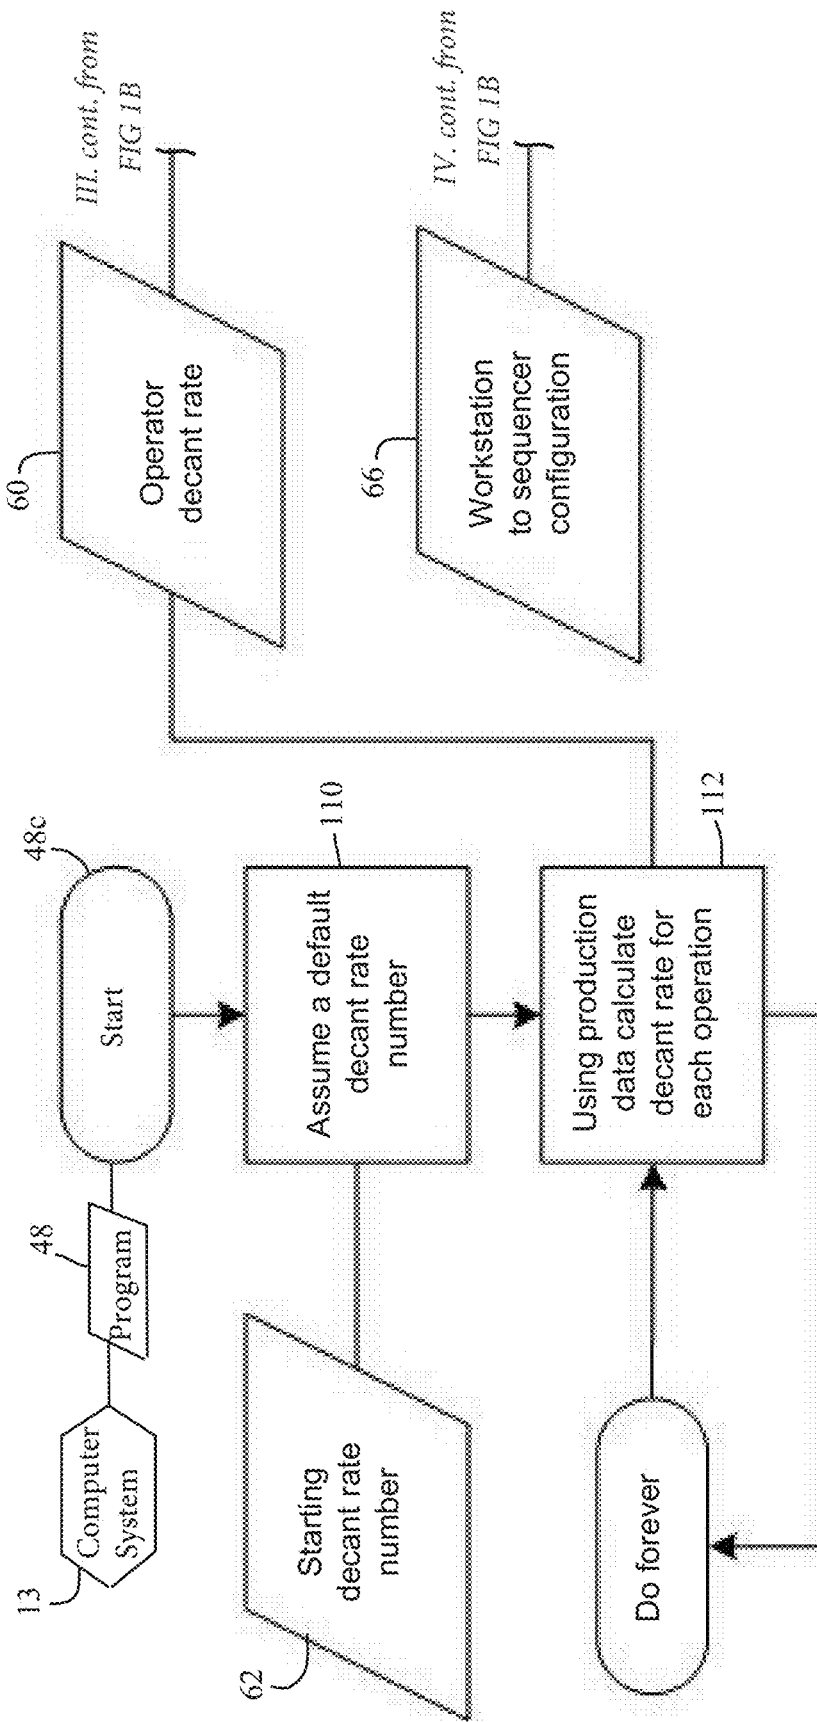 13
Computer
System
48
Program
48c
Start
62
Starting
decant rate
number
110
Assume a default
decant rate
number
Do forever
112
Using production
data calculate
decant rate for
each operation
60
Operator
decant rate
III. cont. from
FIG 1B
66
Workstation
to sequencer
configuration
IV. cont. from
FIG 1B